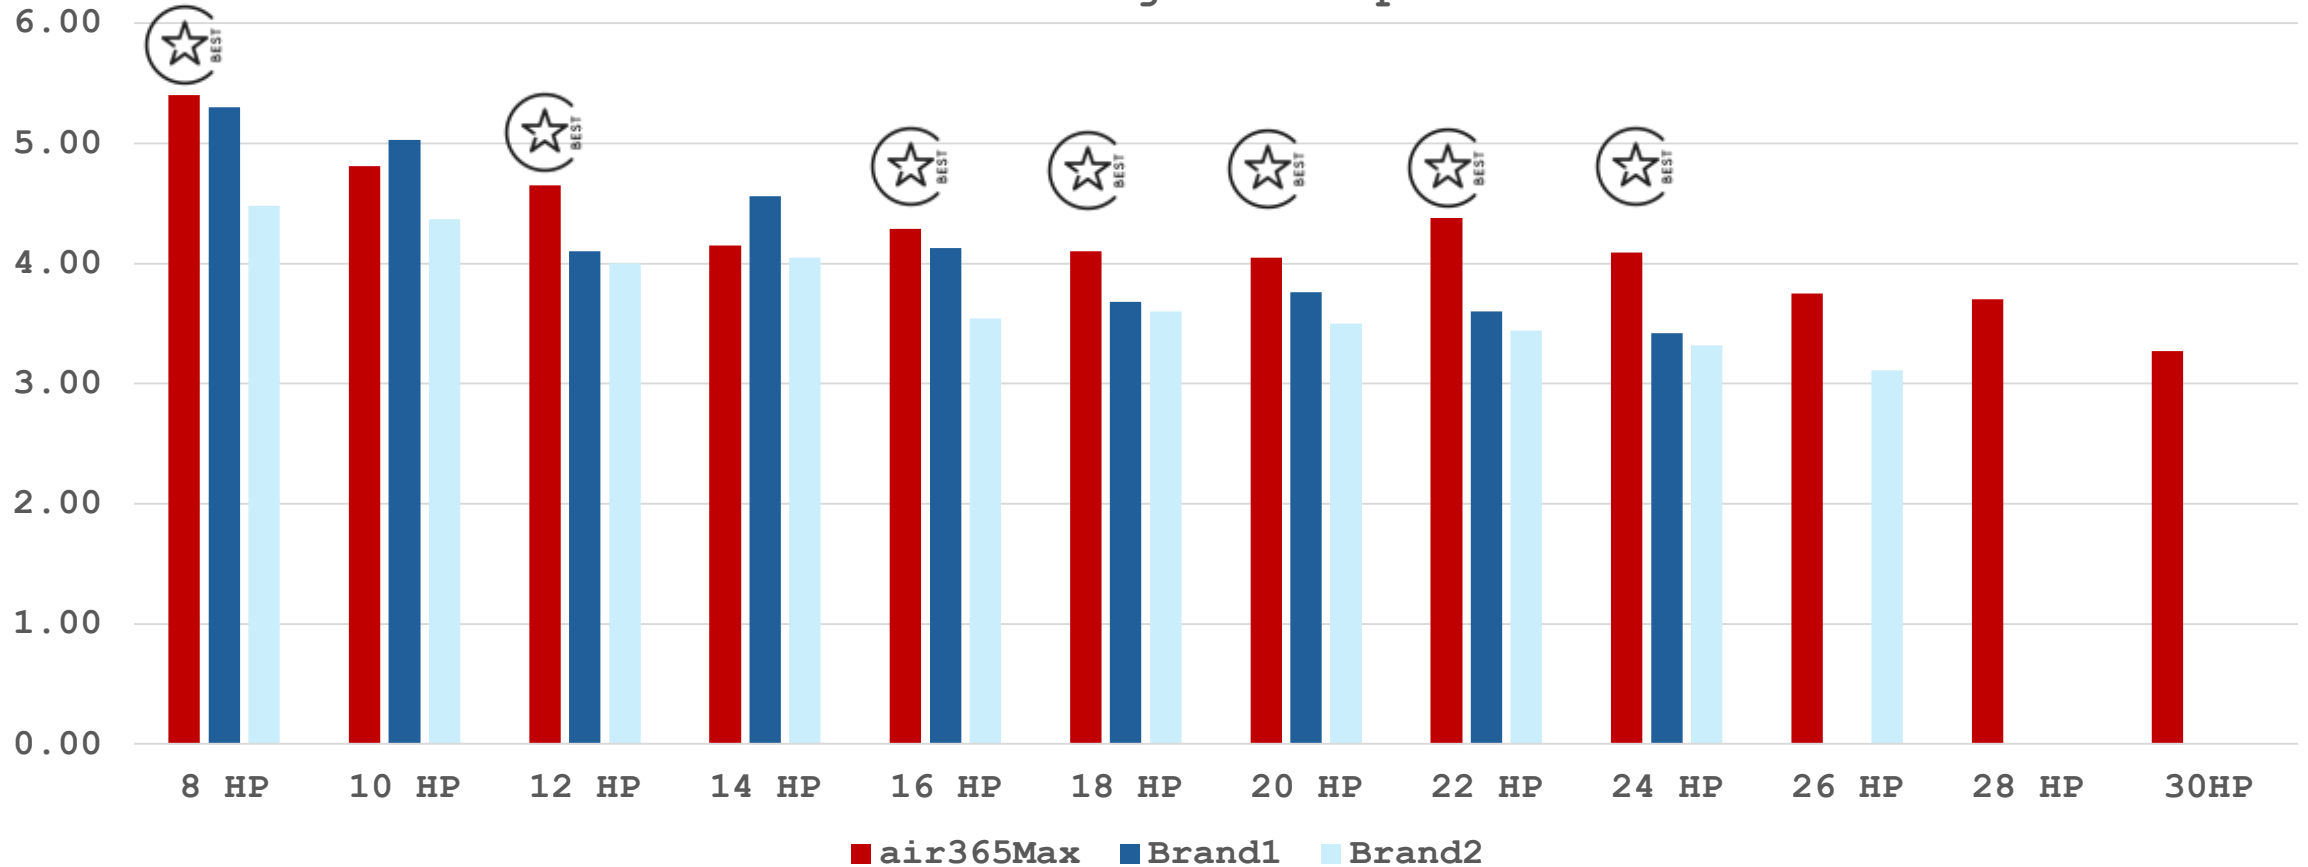 6.00
5.00
4.00
3.00
2.00
1.00
0.00
BEST
BEST
BEST
BEST
BEST
BEST
BEST
8 HP 10 HP 12 HP 14 HP 16 HP 18 HP 20 HP 22 HP 24 HP 26 HP 28 HP 30HP
air365Max Brand1 Brand2